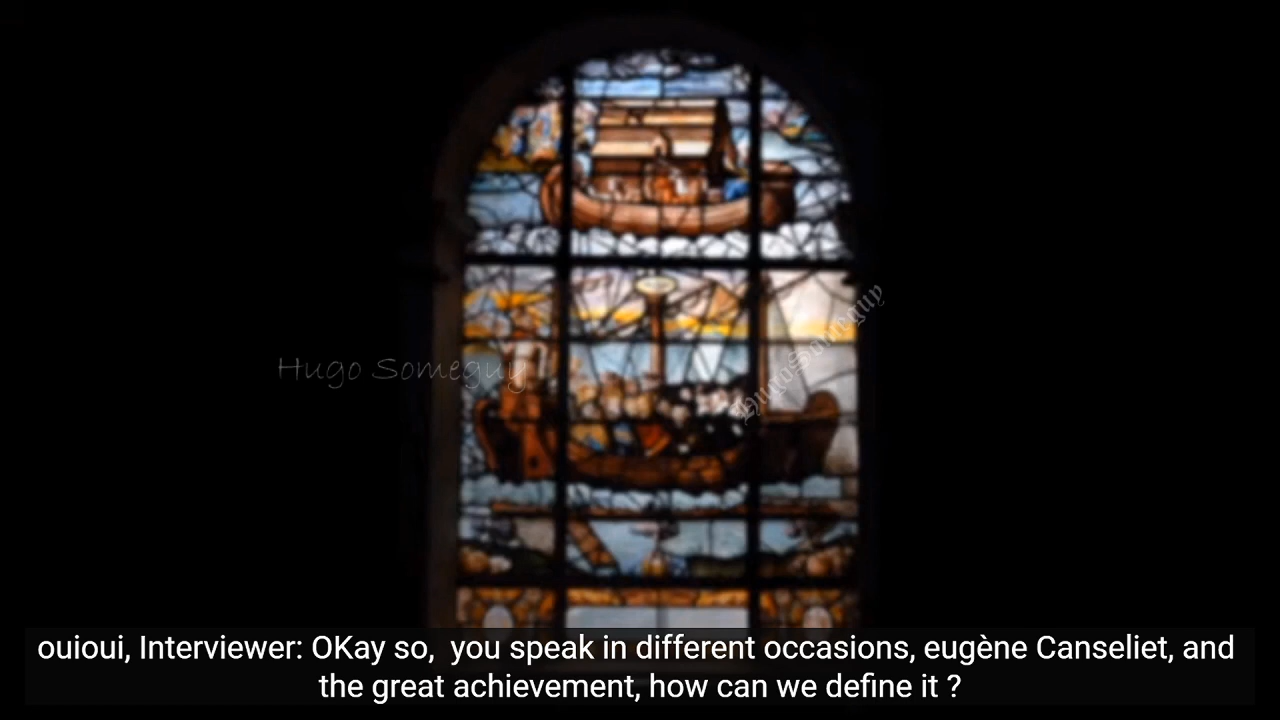 Hugo Someguy
HugoSomeguy
ouioui, Interviewer: OKay so,  you speak in different occasions, eugène Canseliet, and
the great achievement, how can we define it ?